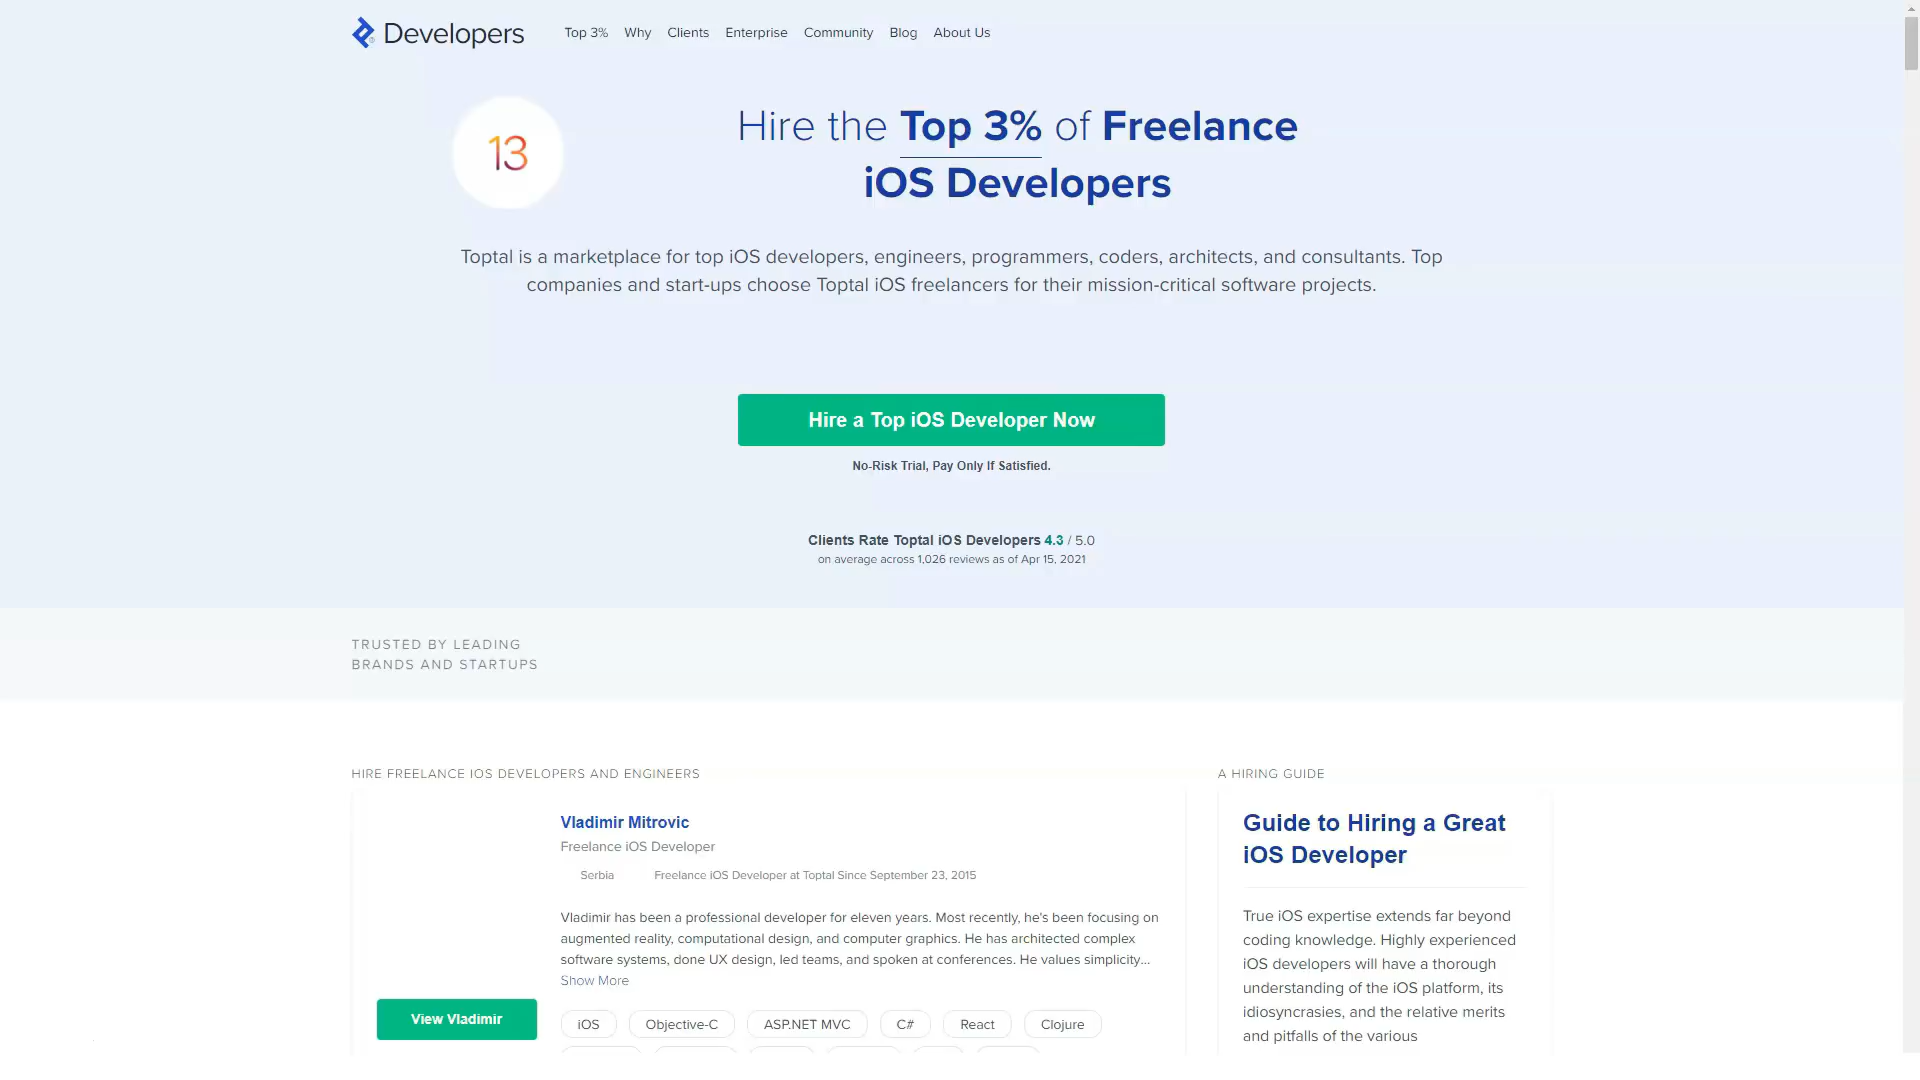 Developers
Top 3% Why Clients Enterprise Community Blog About Us
13
Hire the Top 3% of Freelance
iOS Developers
Toptal is a marketplace for top iOS developers, engineers, programmers, coders, architects, and consultants. Top
companies and start-ups choose Toptal iOS freelancers for their mission-critical software projects.
Hire a Top iOS Developer Now
No-Risk Trial, Pay Only If Satisfied.
Clients Rate Toptal iOS Developers 4.3 / 5.0
on average across 1,026 reviews as of Apr 15, 2021
TRUSTED BY LEADING
BRANDS AND STARTUPS
HIRE FREELANCE IOS DEVELOPERS AND ENGINEERS
Vladimir Mitrovic
Freelance iOS Developer
Serbia Freelance iOS Developer at Toptal Since September 23, 2015
Vladimir has been a professional developer for eleven years. Most recently, he's been focusing on
augmented reality, computational design, and computer graphics. He has architected complex
software systems, done UX design, led teams, and spoken at conferences. He values simplicity...
Show More
View Vladimir
iOS Objective-C ASP.NET MVC C# React Clojure
A HIRING GUIDE
Guide to Hiring a Great
iOS Developer
True iOS expertise extends far beyond
coding knowledge. Highly experienced
iOS developers will have a thorough
understanding of the iOS platform, its
idiosyncrasies, and the relative merits
and pitfalls of the various